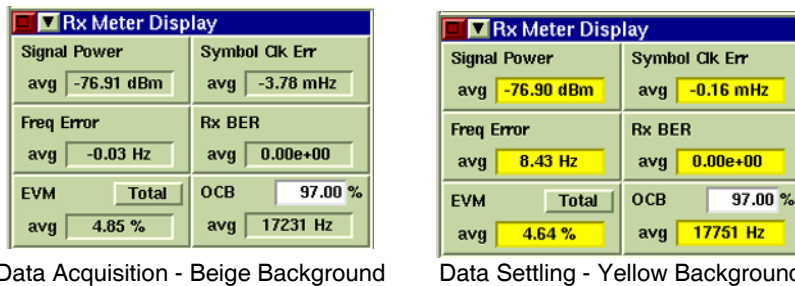 Rx Meter Display
Signal Power
Symbol Clk Err
avg -76.91 dBm
avg -3.78 mHz
Freq Error
Rx BER
avg -0.03 Hz
avg 0.00e+00
EVM Total
OCB 97.00 %
avg 4.85 %
avg 17231 Hz
Data Acquisition - Beige Background
Rx Meter Display
Signal Power
Symbol Clk Err
avg -76.90 dBm
avg -0.16 mHz
Freq Error
Rx BER
avg 8.43 Hz
avg 0.00e+00
EVM Total
OCB 97.00 %
avg 4.64 %
avg 17751 Hz
Data Settling - Yellow Background